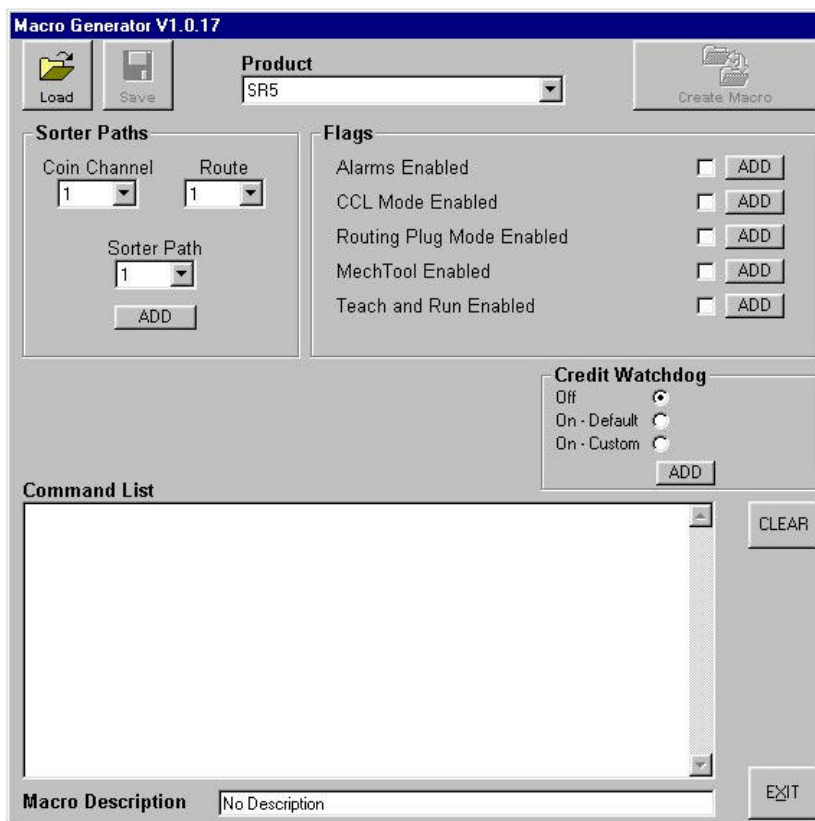 Macro Generator V1.0.17
Load
Save
Product
SR5
Create Macro
Sorter Paths
Coin Channel
Route
1
1
Sorter Path
1
ADD
Flags
Alarms Enabled
ADD
CCL Mode Enabled
ADD
Routing Plug Mode Enabled
ADD
MechTool Enabled
ADD
Teach and Run Enabled
ADD
Credit Watchdog
Off
On - Default
On - Custom
ADD
Command List
CLEAR
Macro Description
No Description
EXIT